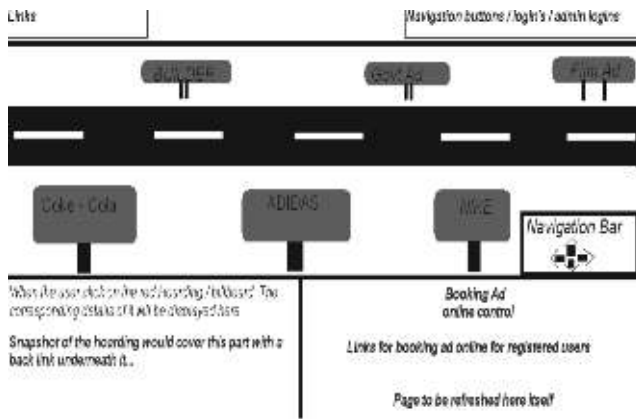 Links
Navigation buttons / login's / admin logins
BUILDER
Govt Ad
Film Ad
Coke - Cola
ADIDAS
NIKE
Navigation Bar
When the user click on the red hoarding / billboard. The
corresponding details of it will be displayed here
Snapshot of the hoarding would cover this part with a
back link underneath it...
Booking Ad
online control
Links for booking ad online for registered users
Page to be refreshed here itself